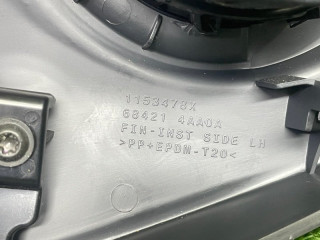 1153478X
68421 4AA0A
FIN-INST SIDE LH
>PP+EPDM-T20<